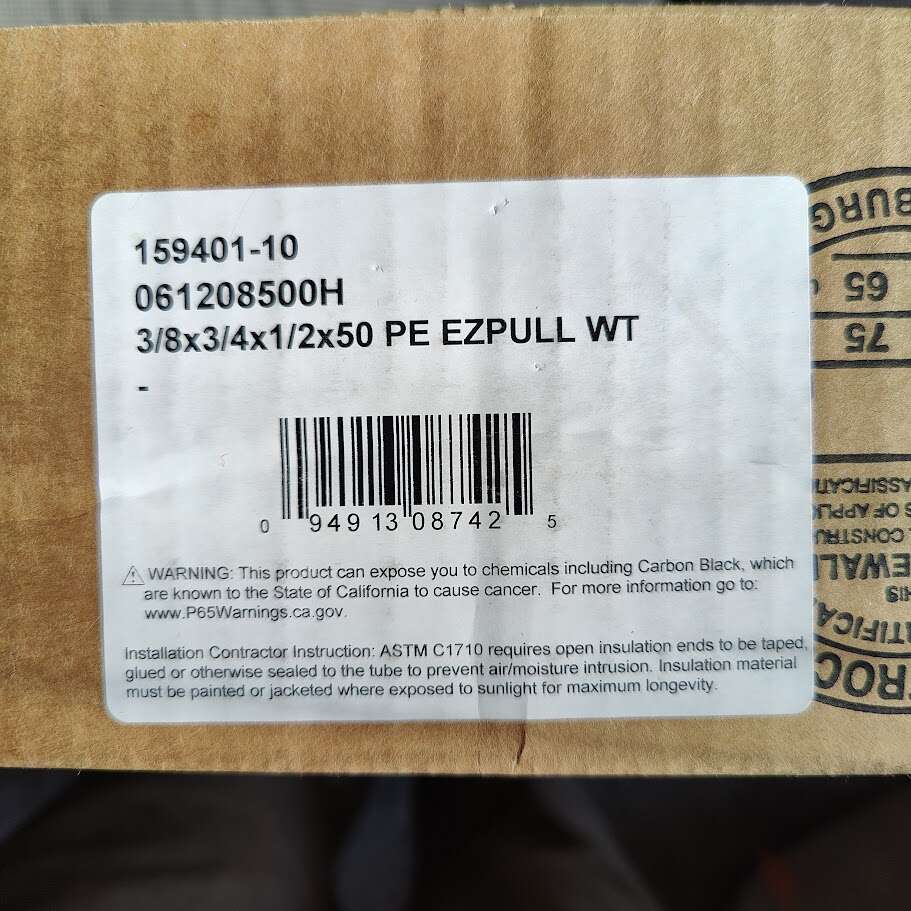 159401-10
061208500H
3/8x3/4x1/2x50 PE EZPULL WT
-
0 94913 08742 5
⚠ WARNING: This product can expose you to chemicals including Carbon Black, which
are known to the State of California to cause cancer. For more information go to:
www.P65Warnings.ca.gov.
Installation Contractor Instruction: ASTM C1710 requires open insulation ends to be taped,
glued or otherwise sealed to the tube to prevent air/moisture intrusion. Insulation material
must be painted or jacketed where exposed to sunlight for maximum longevity.
BURG
65
75